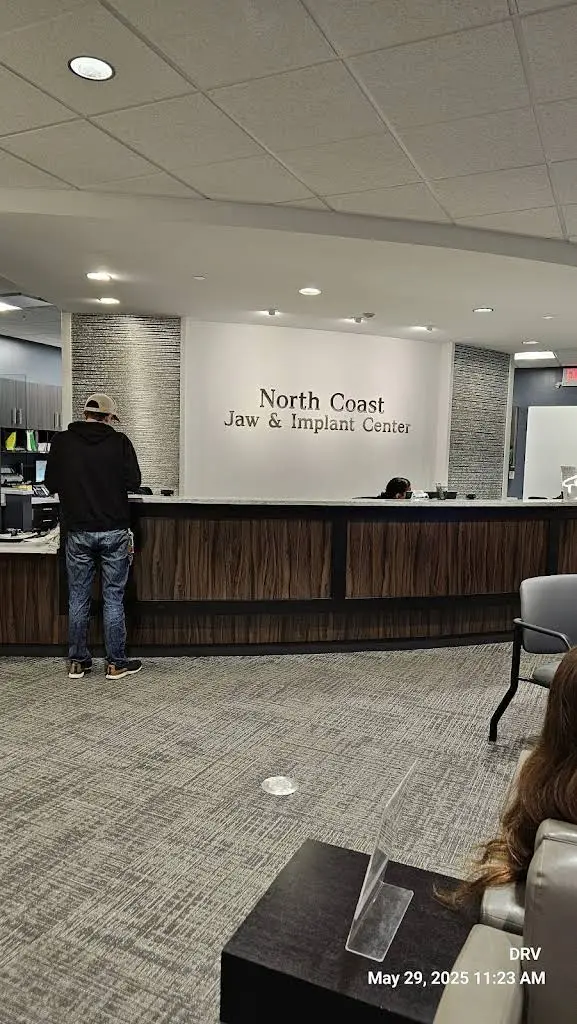 North Coast
Jaw & Implant Center
DRV
May 29, 2025 11:23 AM